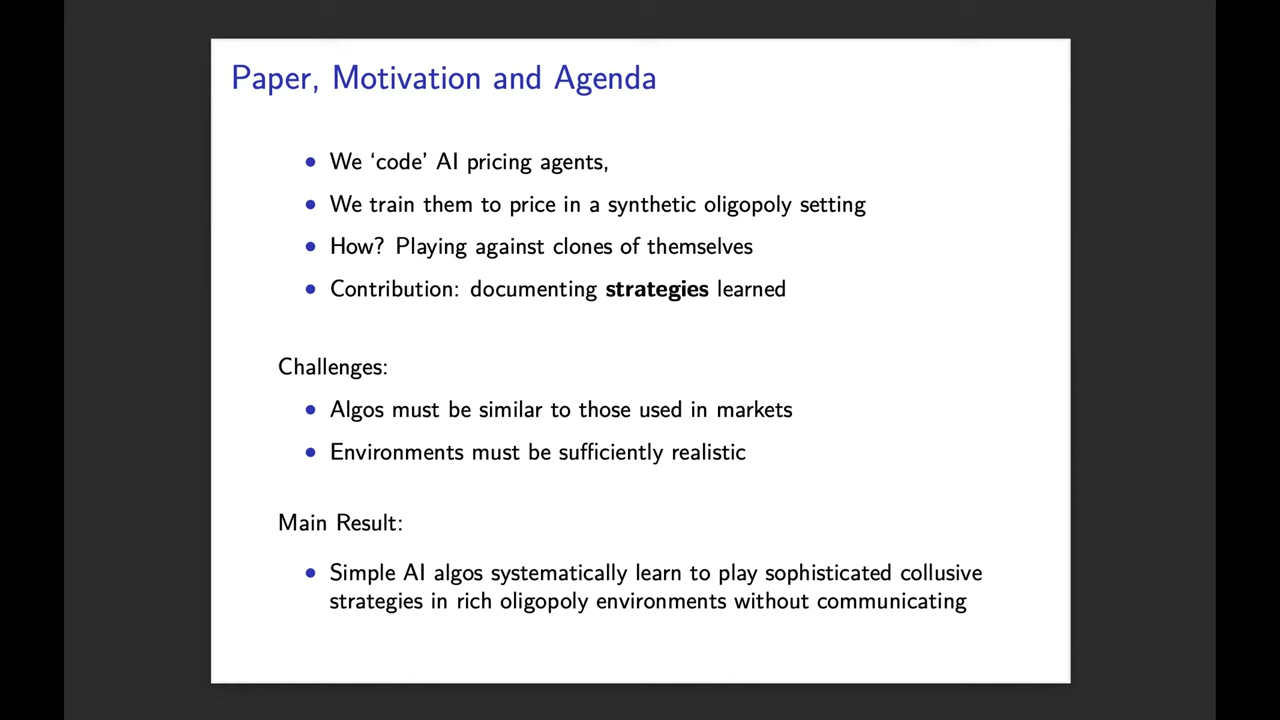 Paper, Motivation and Agenda
• We ‘code’ AI pricing agents,
• We train them to price in a synthetic oligopoly setting
• How? Playing against clones of themselves
• Contribution: documenting strategies learned
Challenges:
• Algos must be similar to those used in markets
• Environments must be sufficiently realistic
Main Result:
• Simple AI algos systematically learn to play sophisticated collusive
strategies in rich oligopoly environments without communicating